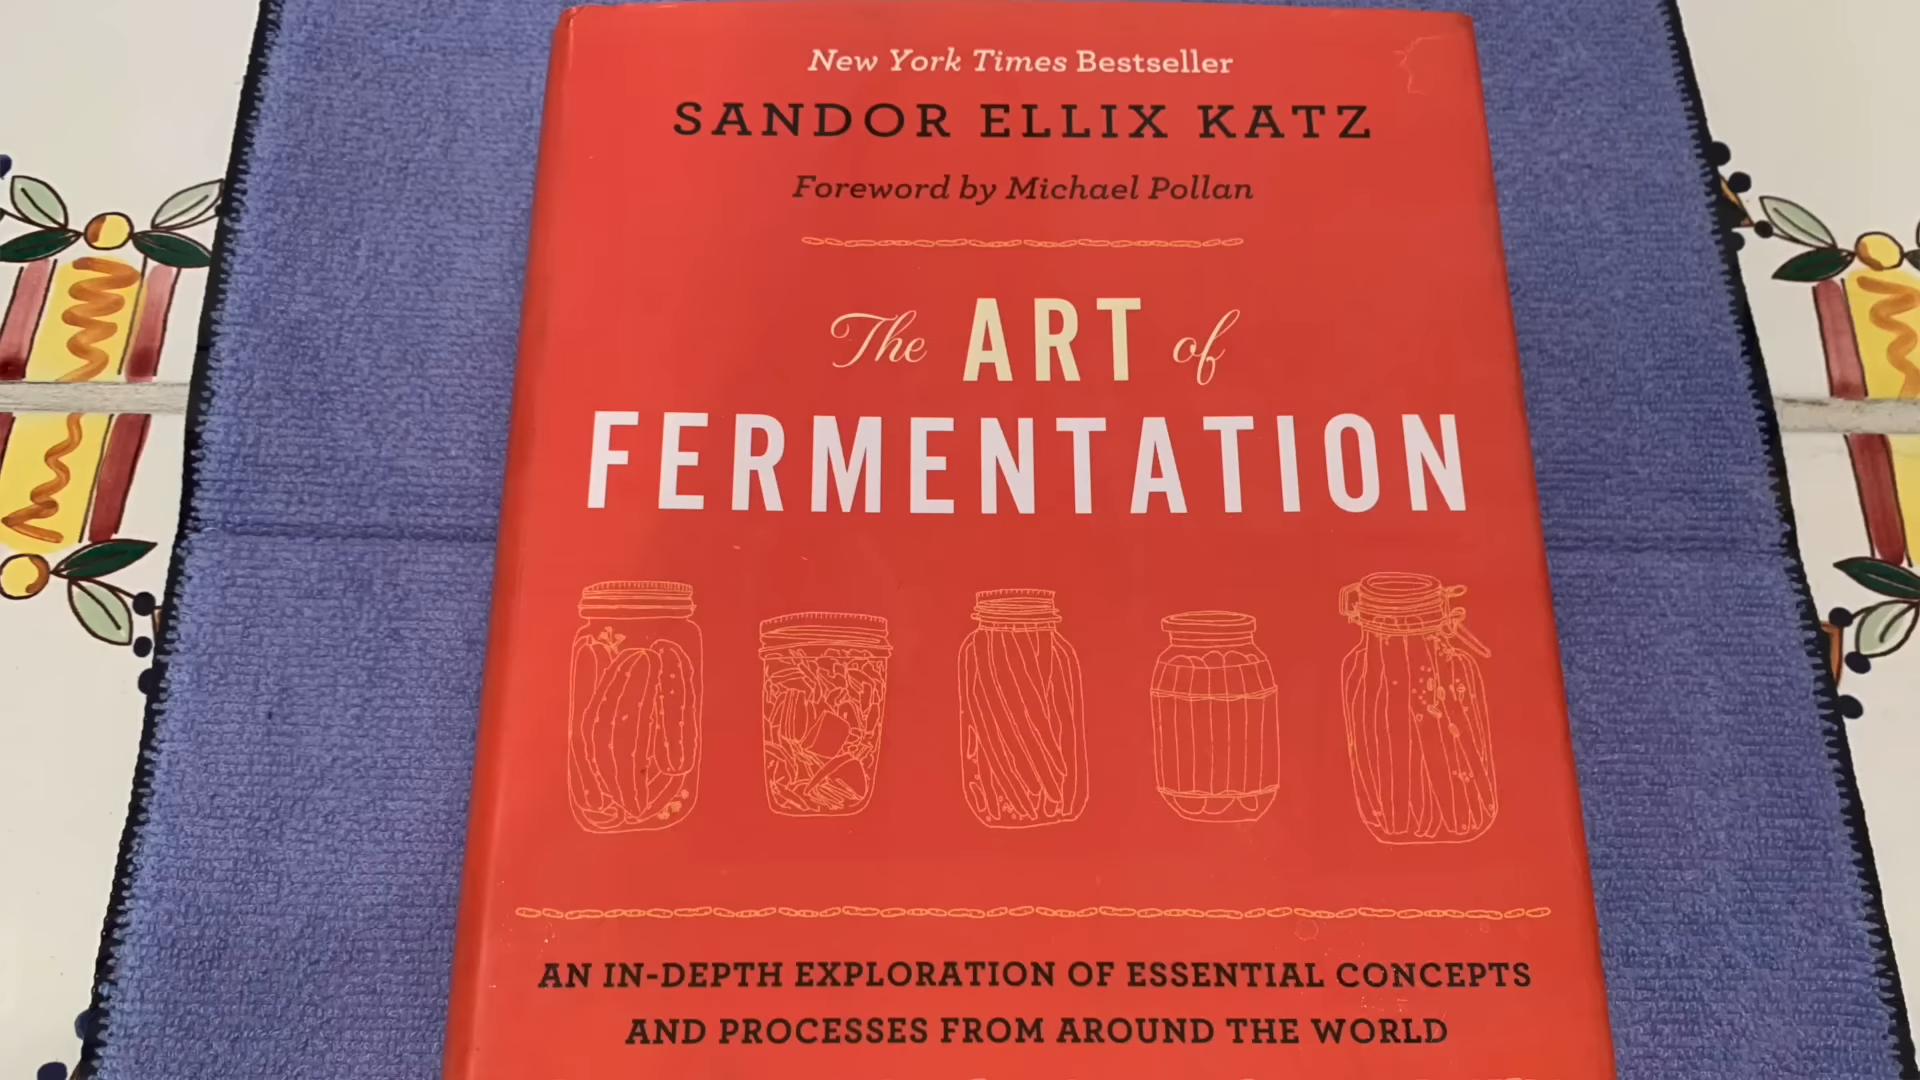 New York Times Bestseller
SANDOR ELLIX KATZ
Foreword by Michael Pollan
The ART of
FERMENTATION
AN IN-DEPTH EXPLORATION OF ESSENTIAL CONCEPTS
AND PROCESSES FROM AROUND THE WORLD